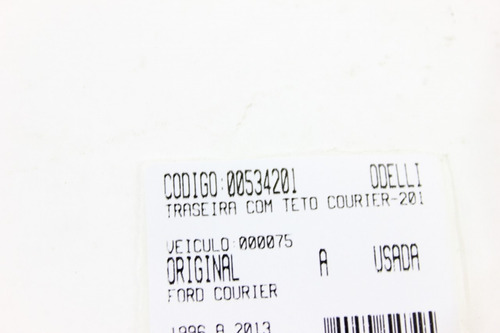 CODIGO:00534201 ODELLI
TRASEIRA COM TETO COURIER-201
VEICULO:000075
ORIGINAL A USADA
FORD COURIER
1996 A 2013